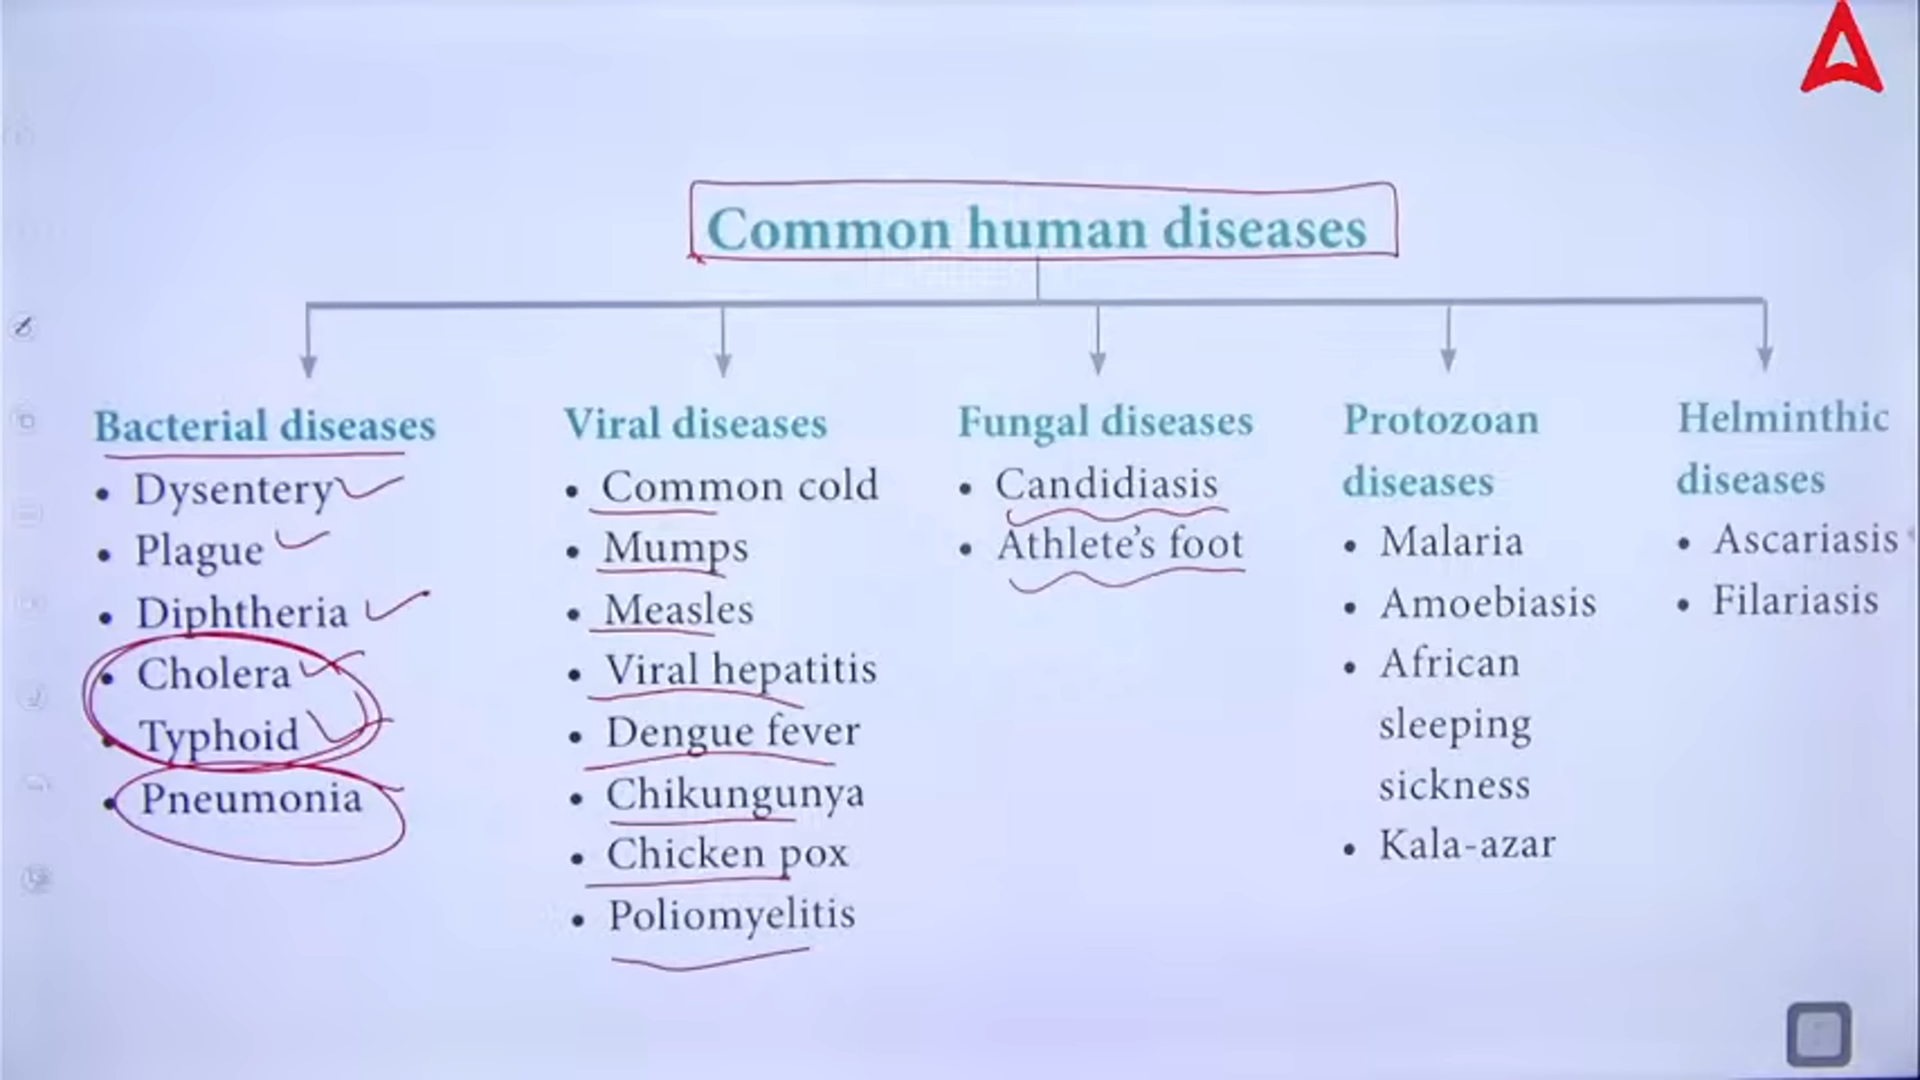 Common human diseases
Bacterial diseases
• Dysentery
• Plague
• Diphtheria
• Cholera
• Typhoid
• Pneumonia
Viral diseases
• Common cold
• Mumps
• Measles
• Viral hepatitis
• Dengue fever
• Chikungunya
• Chicken pox
• Poliomyelitis
Fungal diseases
• Candidiasis
• Athlete's foot
Protozoan
diseases
• Malaria
• Amoebiasis
• African
sleeping
sickness
• Kala-azar
Helminthic
diseases
• Ascariasis
• Filariasis